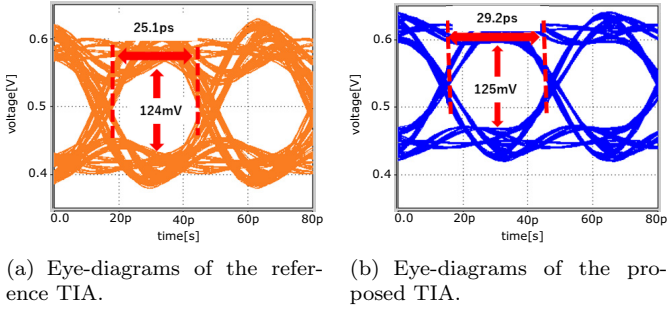 25.1ps
0.6
124mV
0.5
0.4
voltage[V]
0.0
20p
40p
60p
80p
time[s]
29.2ps
0.6
125mV
0.5
0.4
voltage[V]
0.0
20p
40p
60p
80p
time[s]
(a) Eye-diagrams of the refer-
ence TIA.
(b) Eye-diagrams of the pro-
posed TIA.